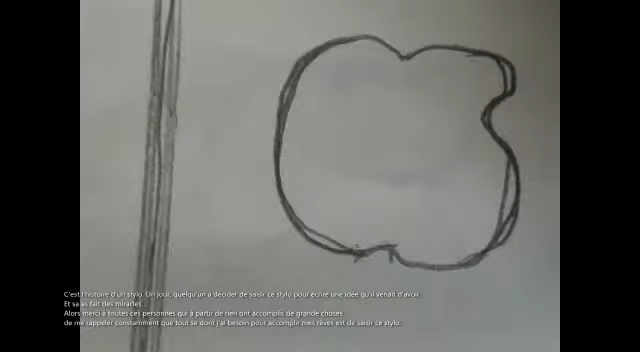 C'est l'histoire d'un stylo. Un jour, quelqu'un a décider de saisir ce stylo pour écrire une idée qu'il venait d'avoir.
Et sa as fait des miracles...
Alors merci à toutes ces personnes qui à partir de rien ont accomplis de grande choses
de me rappeler constamment que tout se dont j'ai besoin pour accomplir mes rêves est de saisir ce stylo.